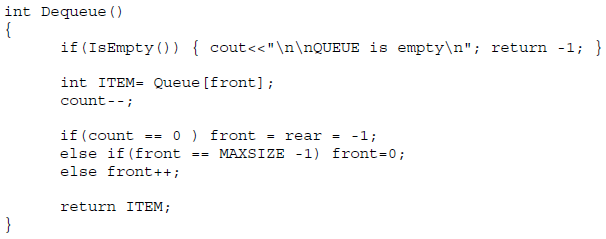 int Dequeue()
{
if(IsEmpty()) { cout<<"\n\nQUEUE is empty\n"; return -1; }
int ITEM= Queue[front];
count--;
if(count == 0 ) front = rear = -1;
else if(front == MAXSIZE -1) front=0;
else front++;
return ITEM;
}